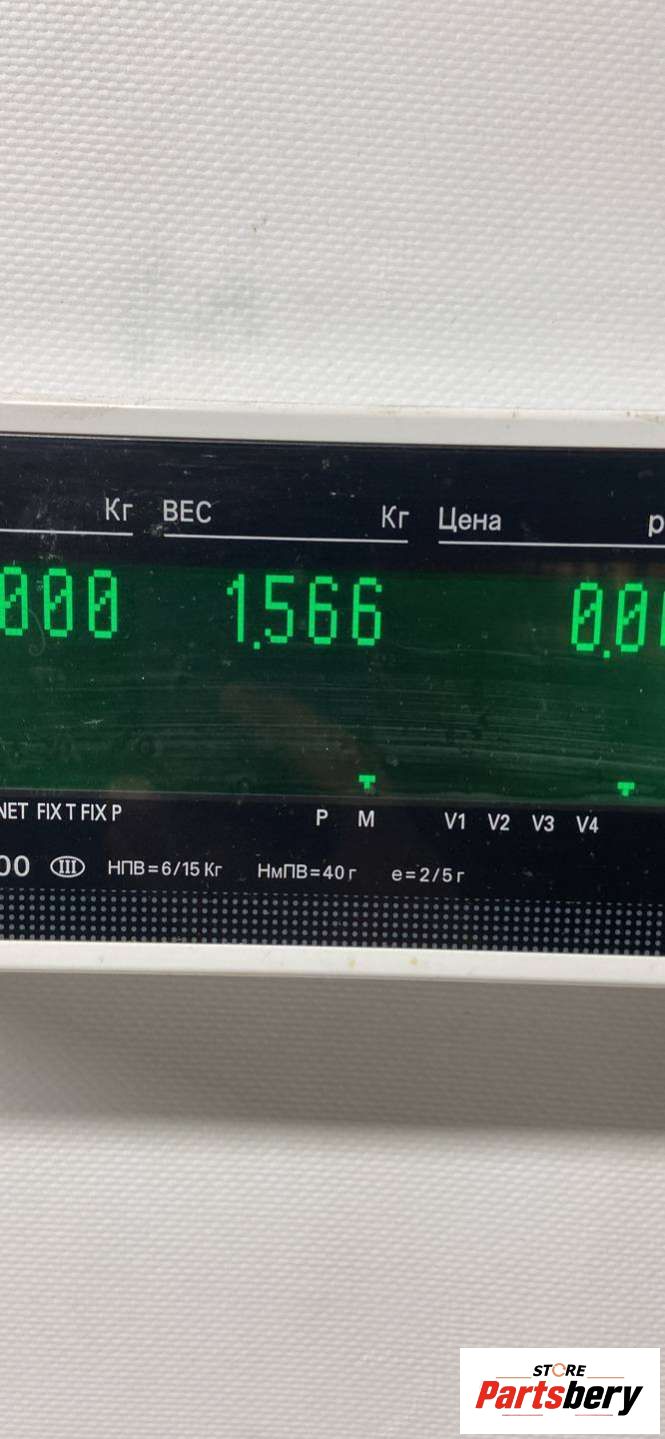 Кг ВЕС Кг Цена р
000 1.566 0.0
NET FIX T FIX P P M V1 V2 V3 V4
00 III НПВ=6/15 Кг НмПВ=40 г е=2/5 г
STORE
Partsbery